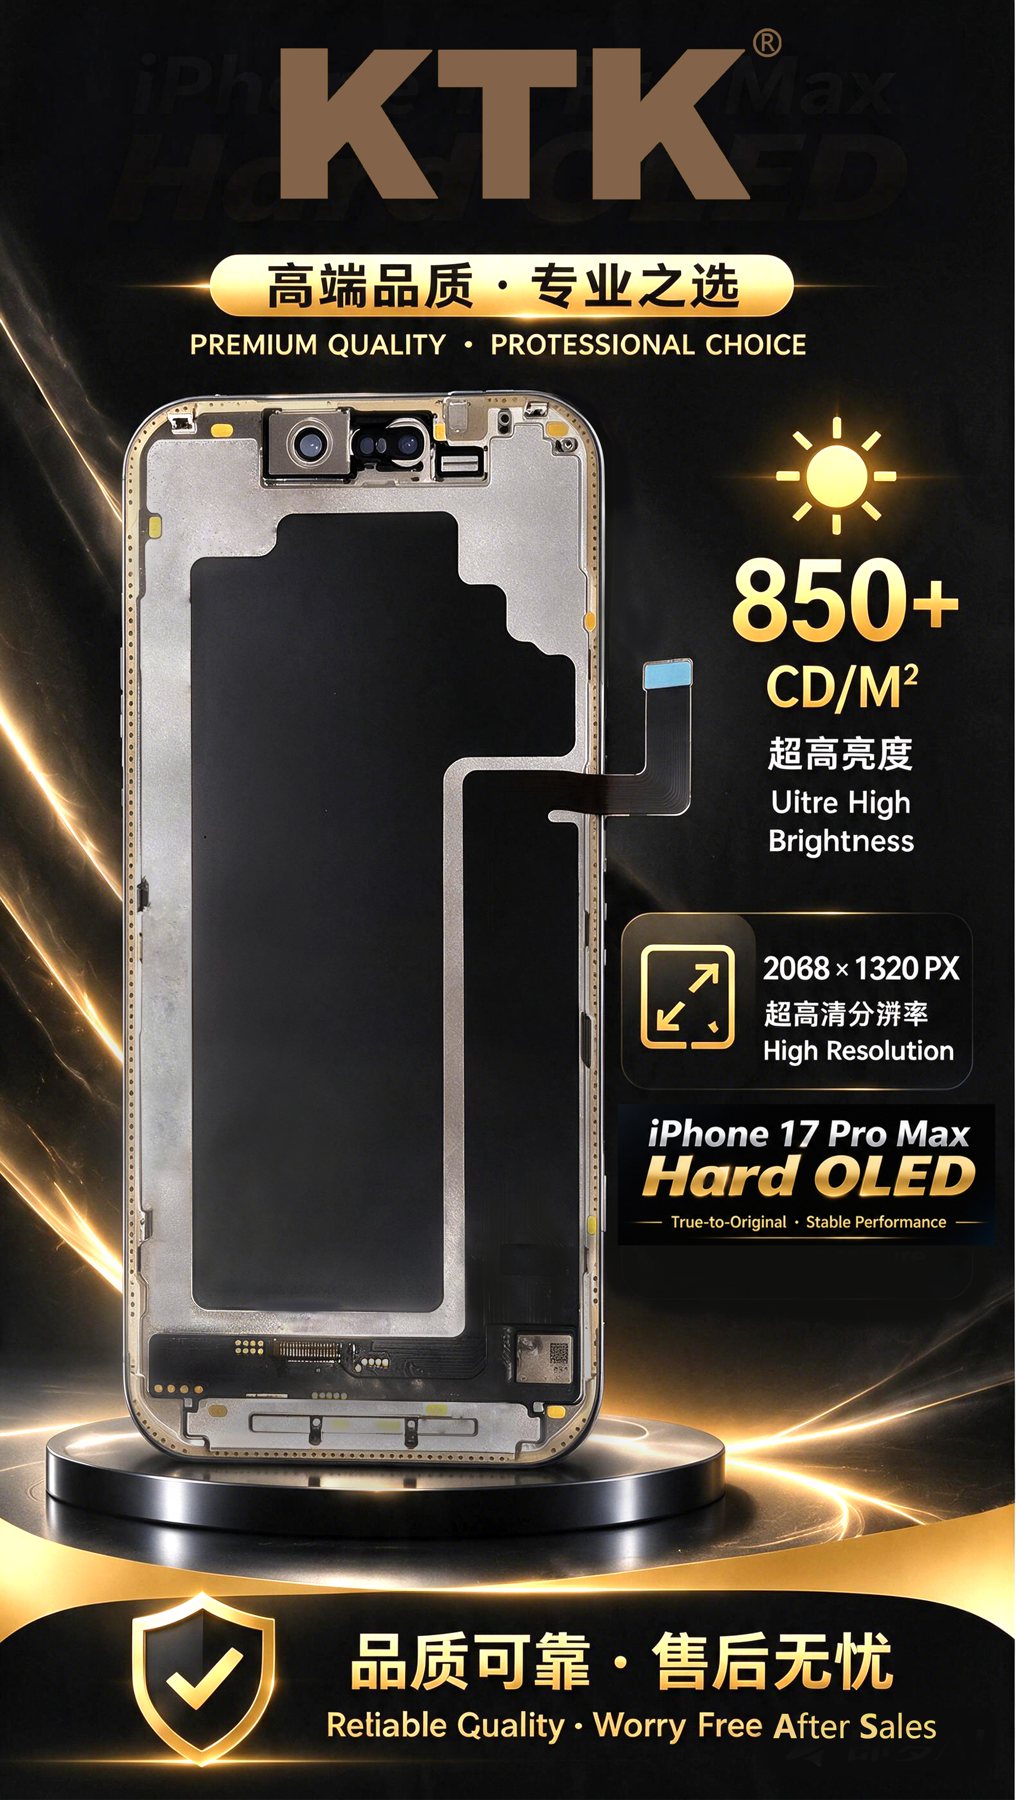 KTK®
高端品质·专业之选
PREMIUM QUALITY • PROTESSIONAL CHOICE
850+
CD/M²
超高亮度
Uitre High
Brightness
2068×1320 PX
超高清分辨率
High Resolution
iPhone 17 Pro Max
Hard OLED
True-to-Original · Stable Performance
品质可靠·售后无忧
Retiable Quality · Worry Free After Sales